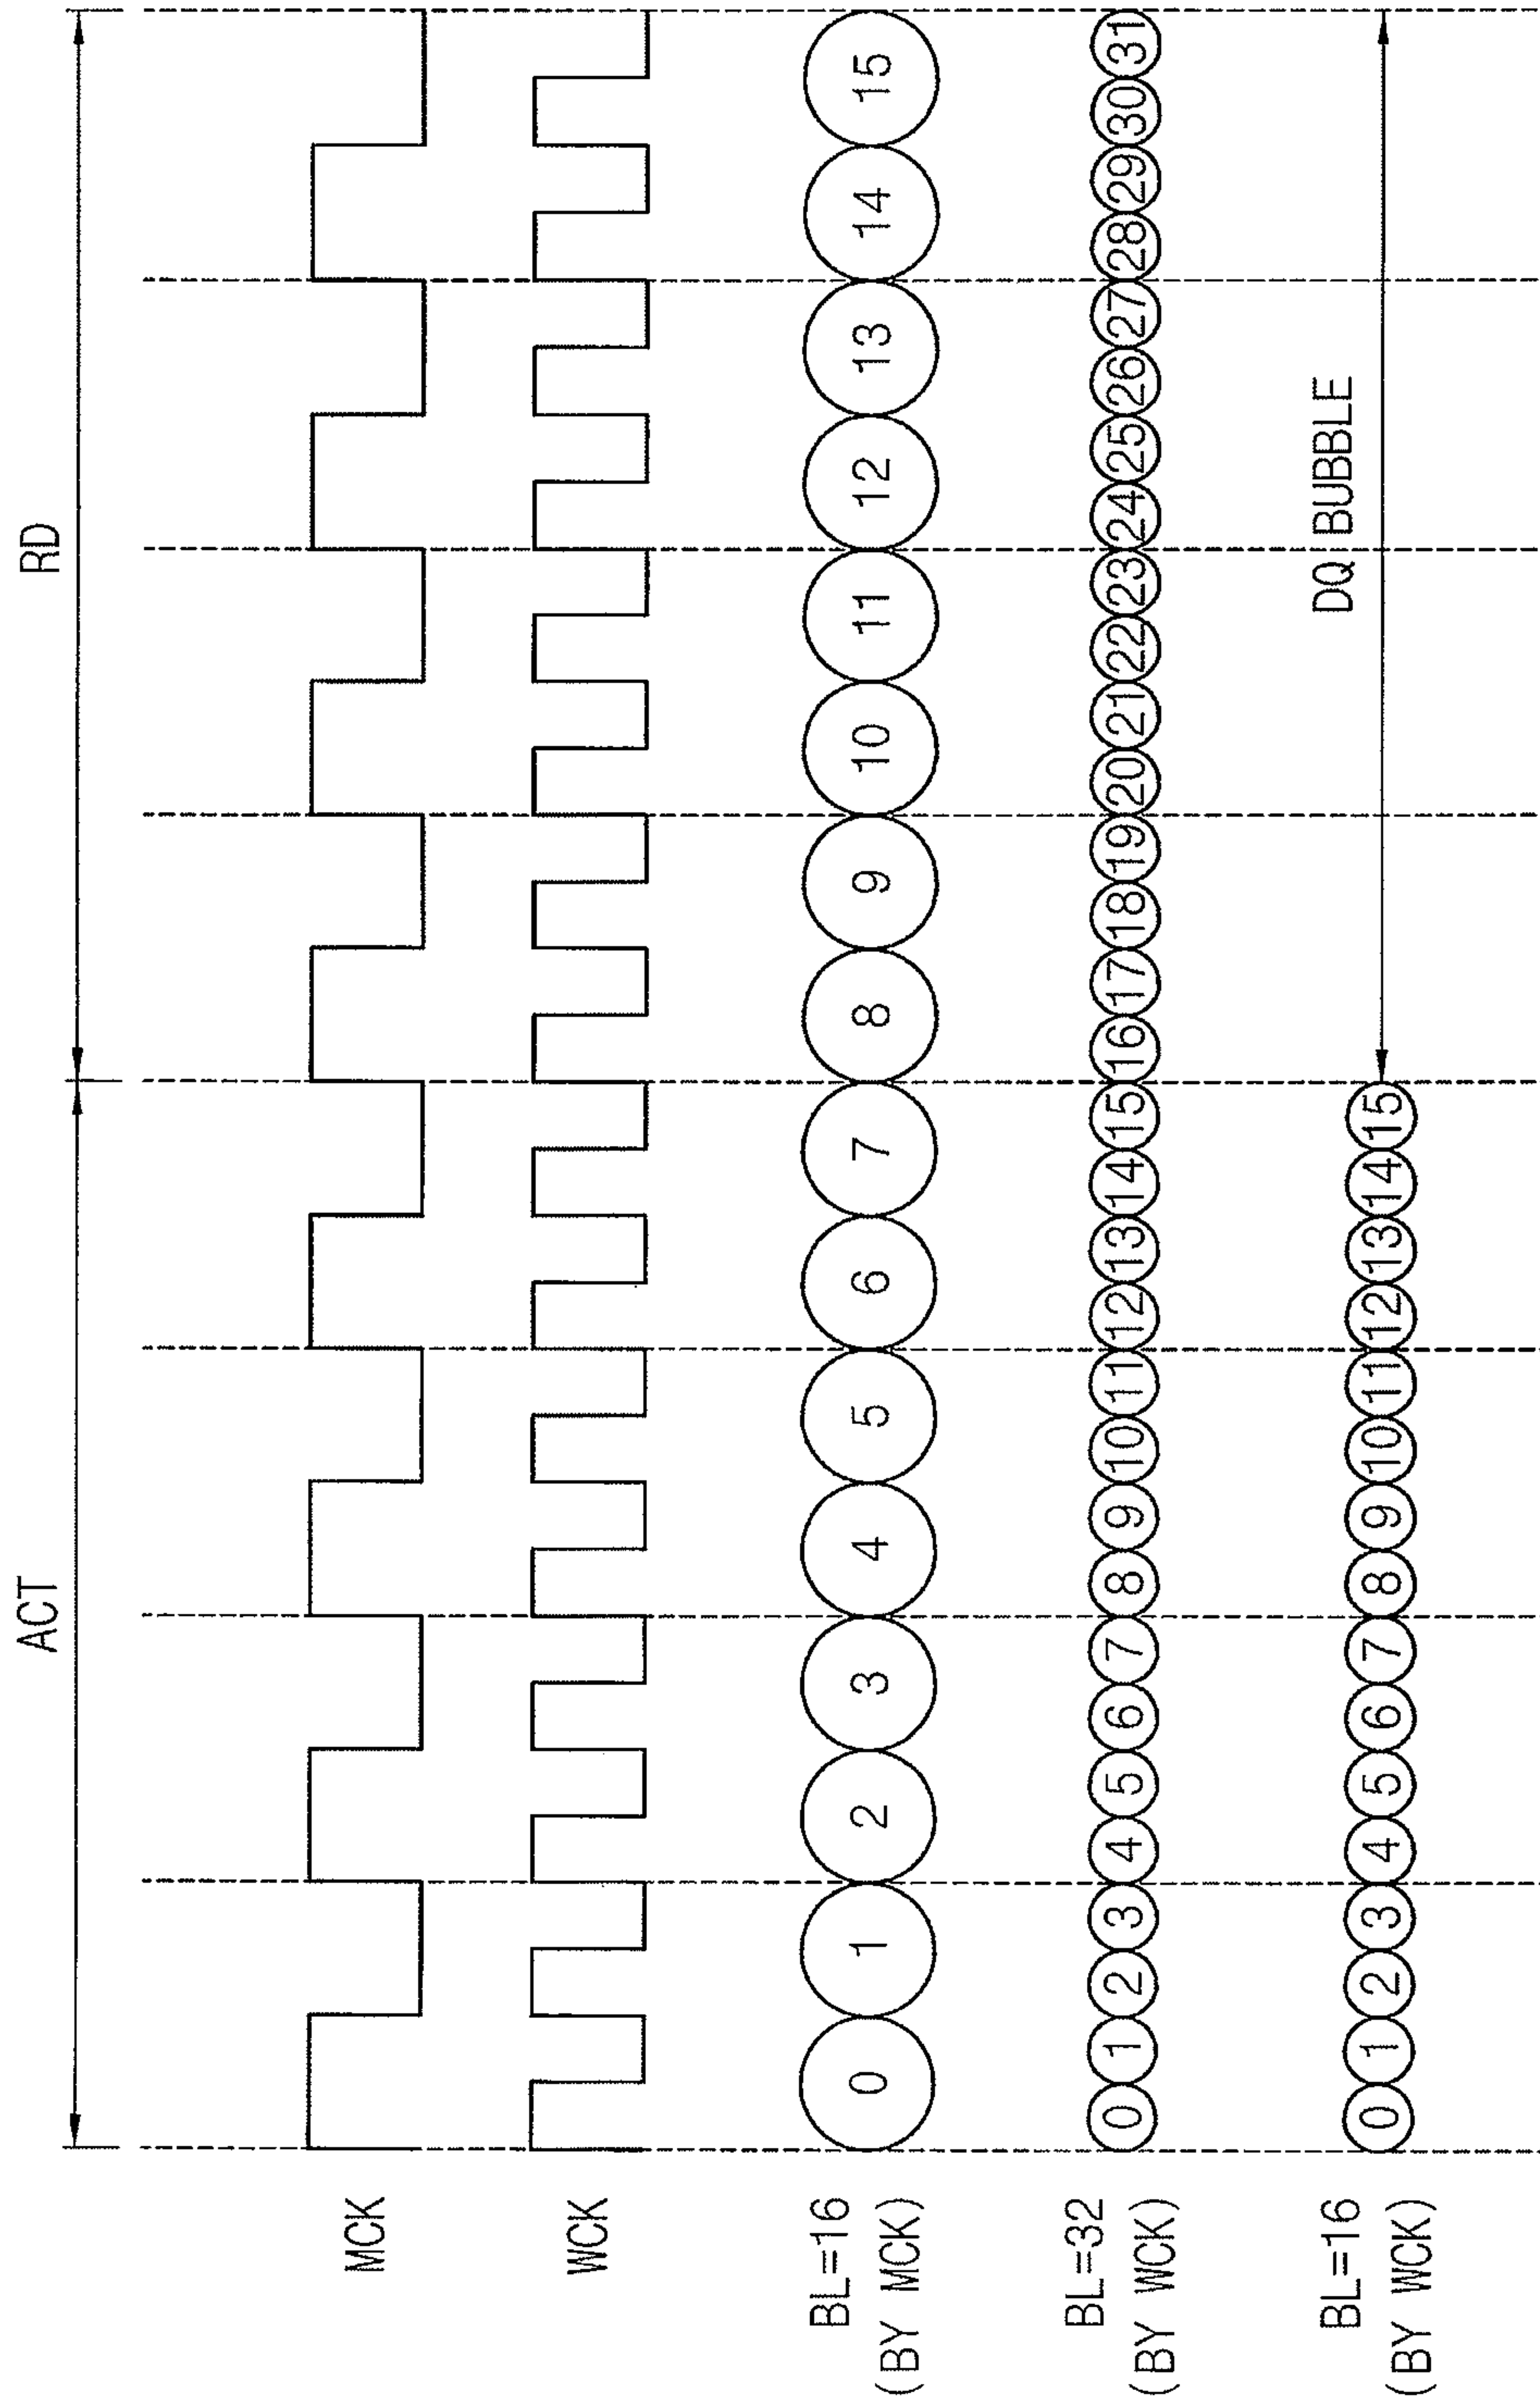 ACT RD
MCK
WCK
BL=16
(BY MCK)
0 1 2 3 4 5 6 7 8 9 10 11 12 13 14 15
BL=32
(BY WCK)
0 1 2 3 4 5 6 7 8 9 10 11 12 13 14 15 16 17 18 19 20 21 22 23 24 25 26 27 28 29 30 31
BL=16
(BY WCK)
0 1 2 3 4 5 6 7 8 9 10 11 12 13 14 15
DQ BUBBLE